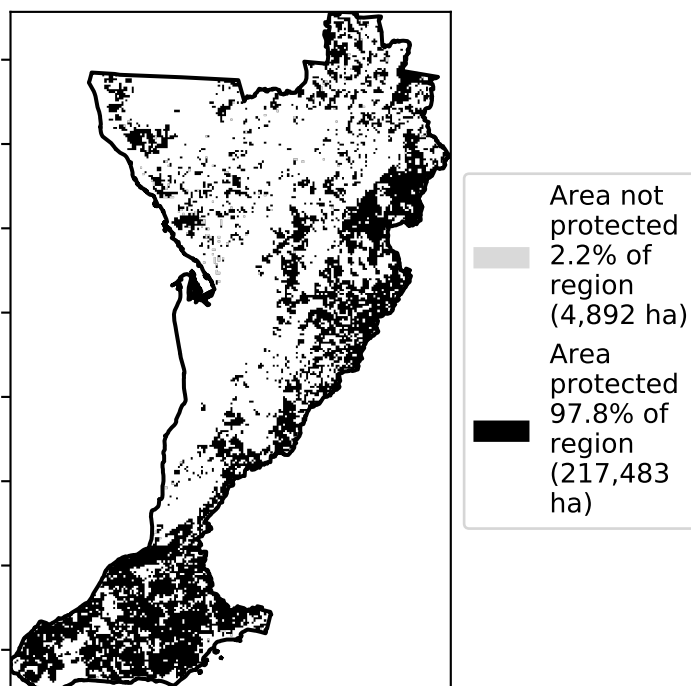 Area not
protected
2.2% of
region
(4,892 ha)
Area
protected
97.8% of
region
(217,483
ha)